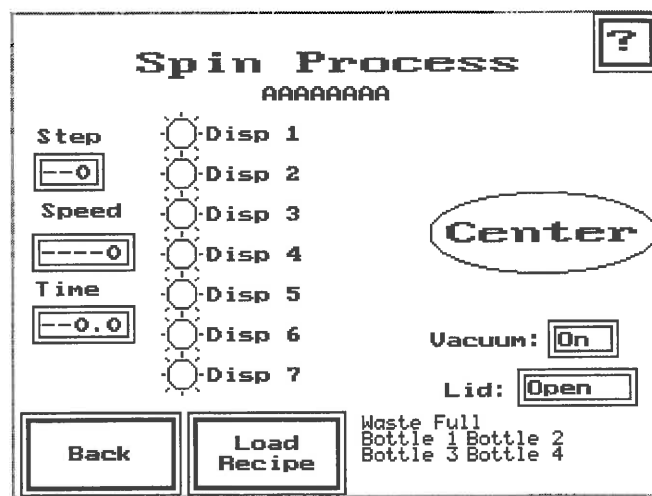 ?
Spin Process
AAAAAAAA
Step
--0
Speed
----0
Time
--0.0
Disp 1
Disp 2
Disp 3
Disp 4
Disp 5
Disp 6
Disp 7
Center
Vacuum: On
Lid: Open
Waste Full
Bottle 1 Bottle 2
Bottle 3 Bottle 4
Back
Load
Recipe